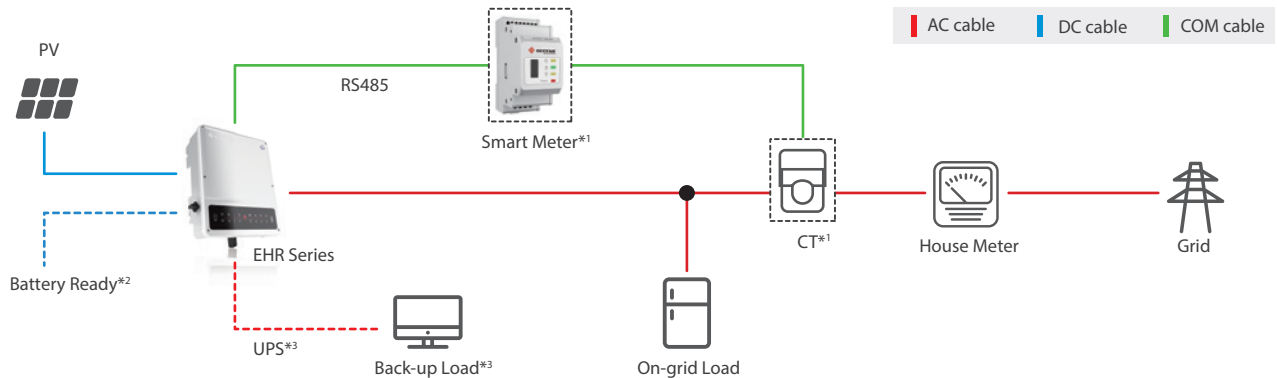 AC cable
DC cable
COM cable
PV
RS485
Smart Meter*1
EHR Series
CT*1
House Meter
Grid
Battery Ready*2
UPS*3
Back-up Load*3
On-grid Load